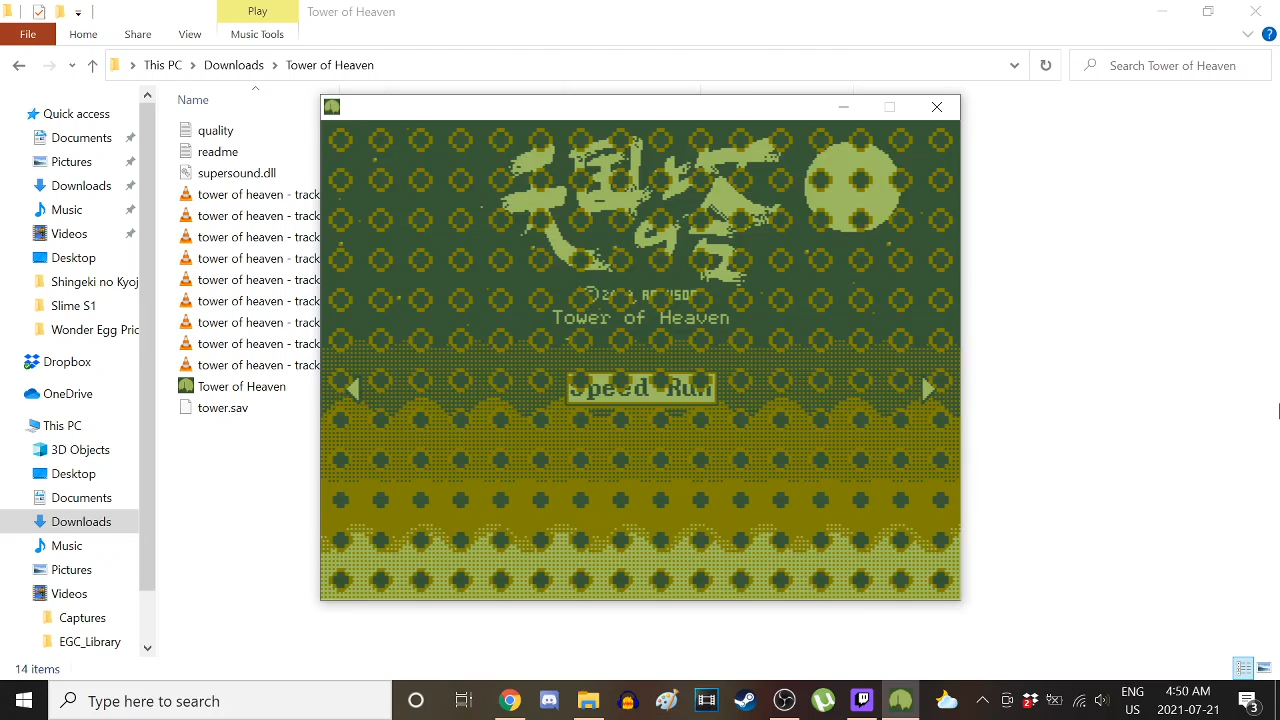 Play
Tower of Heaven
File
Home
Share
View
Music Tools
This PC
Downloads
Tower of Heaven
Search Tower of Heaven
Name
Quick access
Documents
Pictures
Downloads
Music
Videos
Desktop
Shingeki no Kyoj
Slime S1
Wonder Egg Pric
Dropbox
OneDrive
This PC
3D Objects
Desktop
Documents
Downloads
Music
Pictures
Videos
Captures
EGC_Library
quality
readme
supersound.dll
tower of heaven - track
tower of heaven - track
tower of heaven - track
tower of heaven - track
tower of heaven - track
tower of heaven - track
tower of heaven - track
tower of heaven - track
tower of heaven - track
Tower of Heaven
tower.sav
天国塔
Tower of Heaven
Speed Run
14 items
Type here to search
ENG
US
4:50 AM
2021-07-21
3